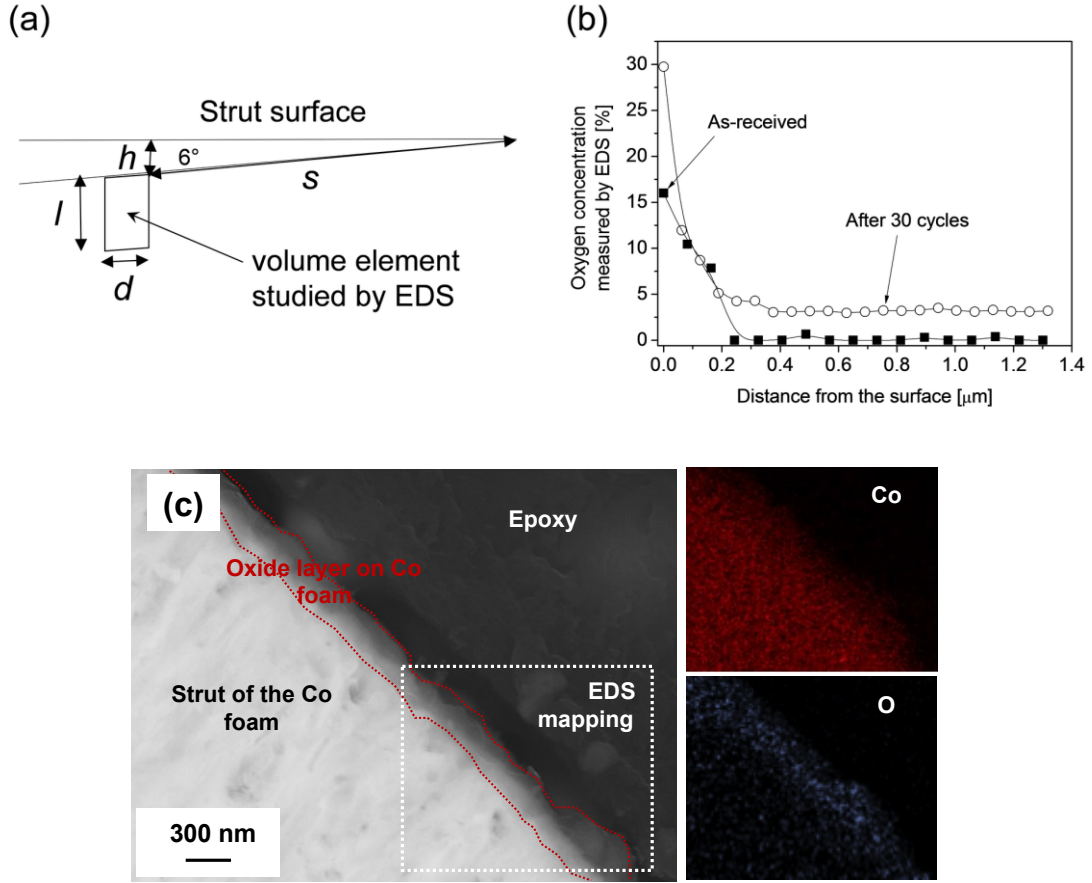 (a)
Strut surface
h
6°
s
l
d
volume element
studied by EDS
(b)
Oxygen concentration
measured by EDS [%]
30
25
20
15
10
5
0
As-received
After 30 cycles
0.0 0.2 0.4 0.6 0.8 1.0 1.2 1.4
Distance from the surface [μm]
(c)
Epoxy
Oxide layer on Co
foam
Strut of the Co
foam
EDS
mapping
300 nm
Co
O